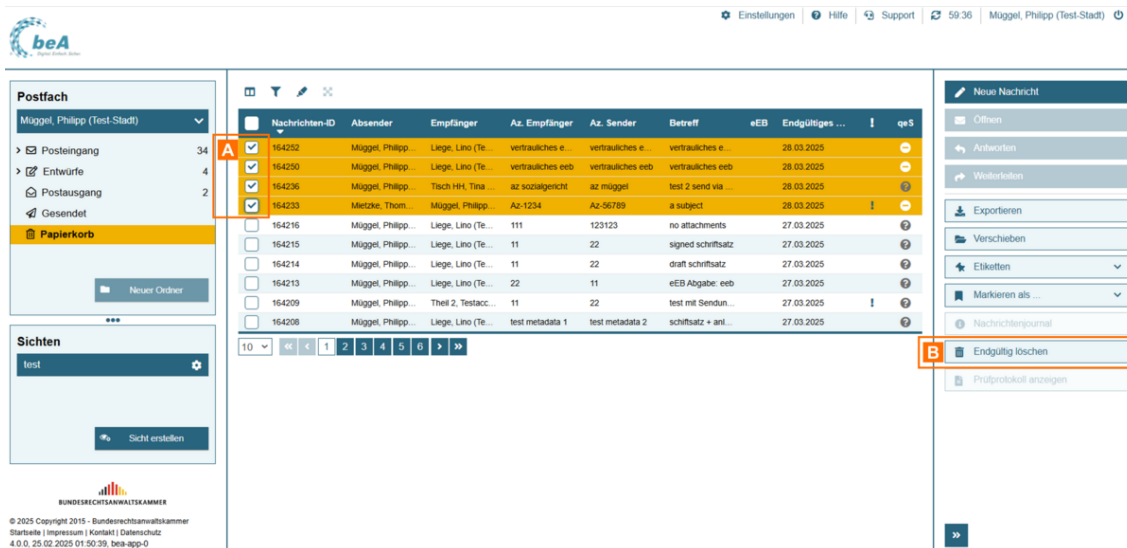 Einstellungen Hilfe Support 59:36 Müggel, Philipp (Test-Stadt)
beA
Digital. Einfach. Sicher.
Postfach
Müggel, Philipp (Test-Stadt)
Posteingang 34
Entwürfe 4
Postausgang 2
Gesendet
Papierkorb
Neuer Ordner
Sichten
test
Sicht erstellen
BUNDESRECHTSANWALTSKAMMER
© 2025 Copyright 2015 - Bundesrechtsanwaltskammer
Startseite | Impressum | Kontakt | Datenschutz
4.0.0, 25.02.2025 01:50:39, bea-app-0
Nachrichten-ID Absender Empfänger Az. Empfänger Az. Sender Betreff eEB Endgültiges ... ! qeS
A
164252 Müggel, Philipp... Liege, Lino (Te... vertrauliches e... vertrauliches e... vertrauliches e... 28.03.2025
164250 Müggel, Philipp... Liege, Lino (Te... vertrauliches eeb vertrauliches eeb vertrauliches eeb 28.03.2025
164236 Müggel, Philipp... Tisch HH, Tina ... az sozialgericht az müggel test 2 send via ... 28.03.2025 ?
164233 Mietzke, Thom... Müggel, Philipp... Az-1234 Az-56789 a subject 28.03.2025 !
164216 Müggel, Philipp... Liege, Lino (Te... 111 123123 no attachments 27.03.2025 ?
164215 Müggel, Philipp... Liege, Lino (Te... 11 22 signed schriftsatz 27.03.2025 ?
164214 Müggel, Philipp... Liege, Lino (Te... 11 22 draft schriftsatz 27.03.2025 ?
164213 Müggel, Philipp... Liege, Lino (Te... 22 11 eEB Abgabe: eeb 27.03.2025 ?
164209 Müggel, Philipp... Theil 2, Testacc... 11 22 test mit Sendun... 27.03.2025 ! ?
164208 Müggel, Philipp... Liege, Lino (Te... test metadata 1 test metadata 2 schiftsatz + anl... 27.03.2025 ?
10 « ‹ 1 2 3 4 5 6 › »
Neue Nachricht
Öffnen
Antworten
Weiterleiten
Exportieren
Verschieben
Etiketten
Markieren als ...
Nachrichtenjournal
B Endgültig löschen
Prüfprotokoll anzeigen
»